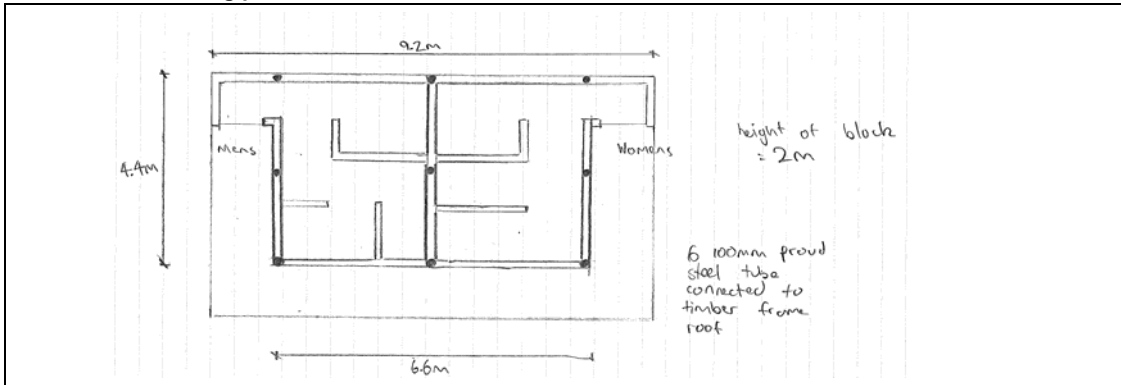 9.2m
height of block
= 2m
Mens
Womens
4.4m
6 100mm proud
steel tube
connected to
timber frame
roof
6.6m